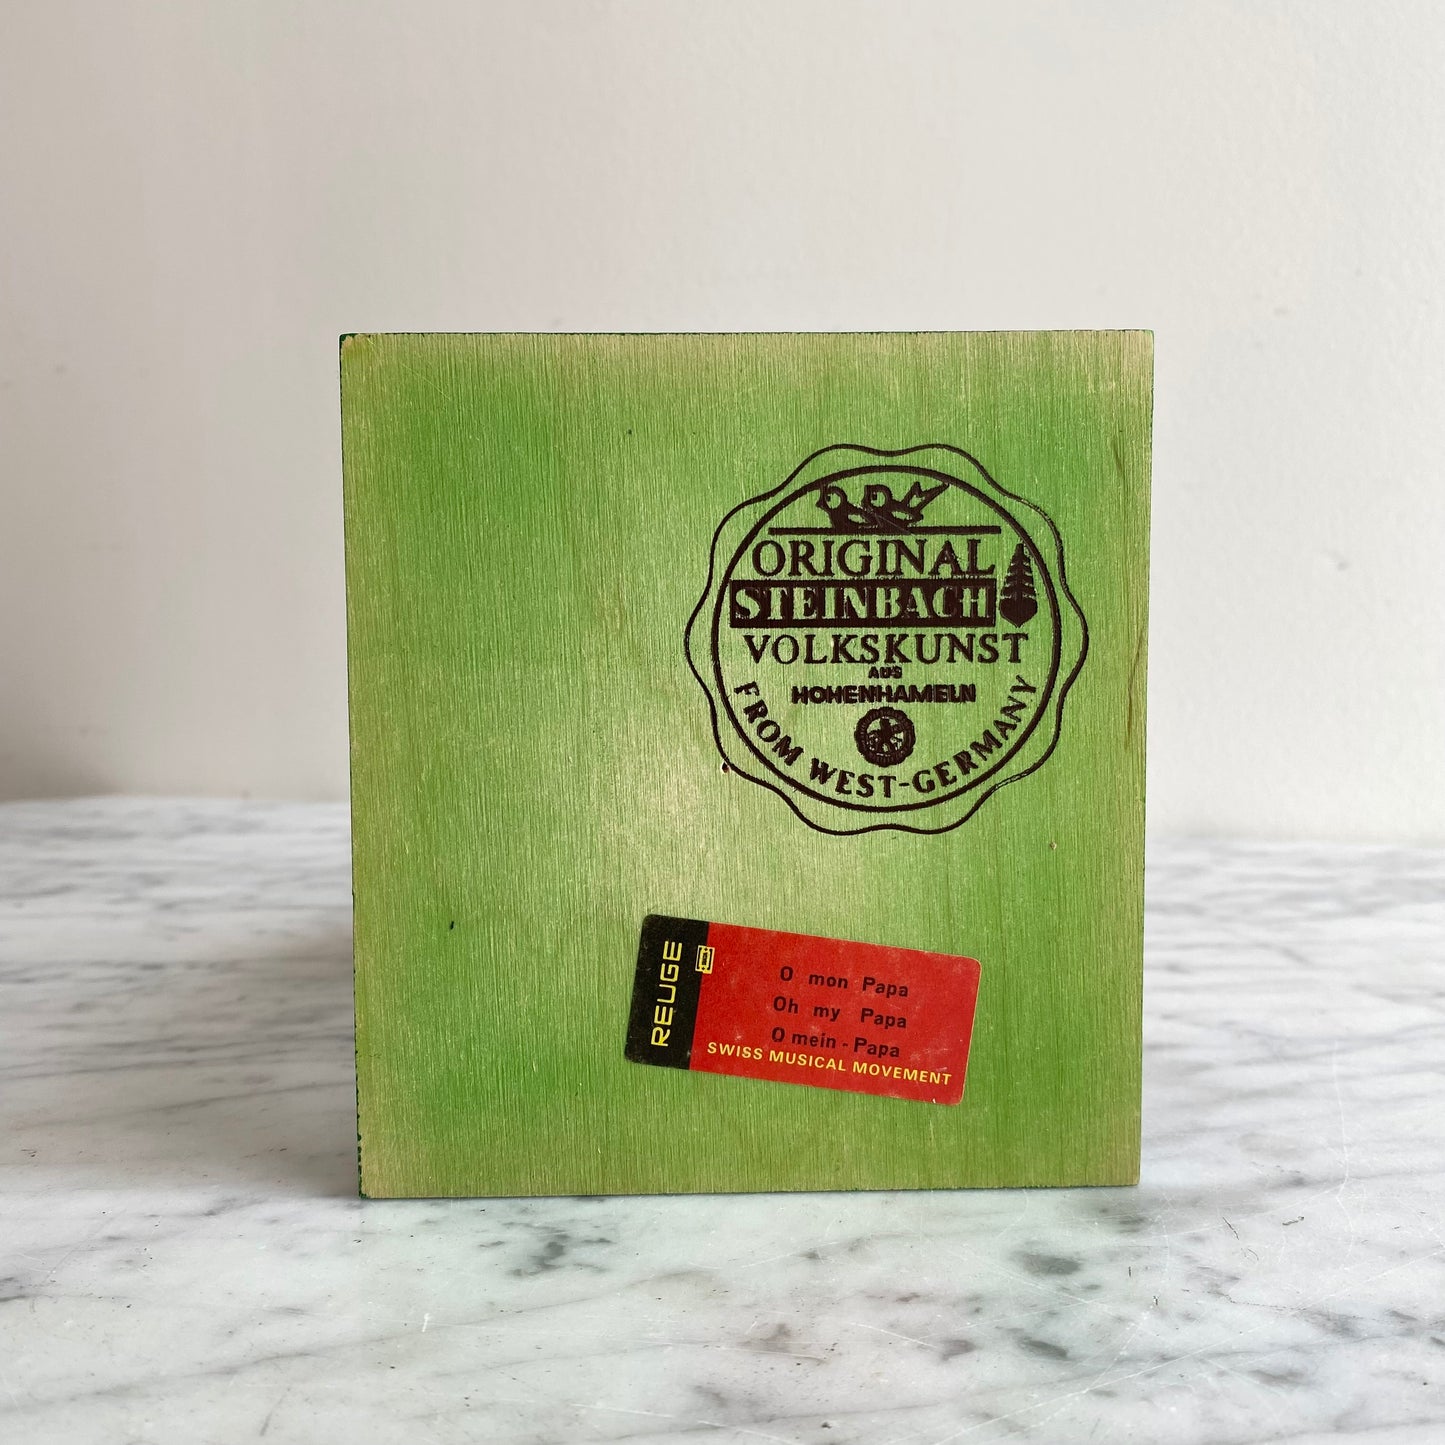 ORIGINAL
STEINBACH
VOLKSKUNST
AUS
HOHENHAMELN
FROM WEST-GERMANY
REUGE
O mon Papa
Oh my Papa
O mein - Papa
SWISS MUSICAL MOVEMENT